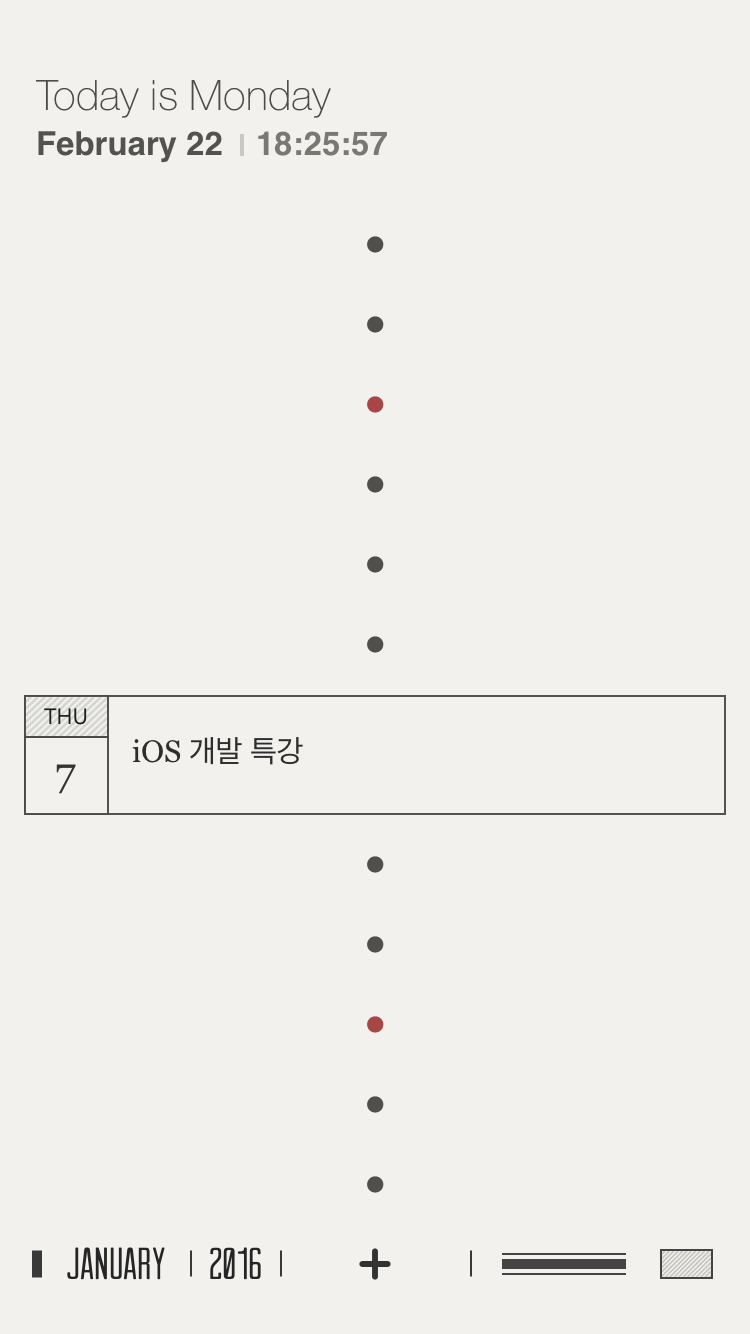 Today is Monday
February 22 | 18:25:57
THU
7
iOS 개발 특강
JANUARY | 2016 |